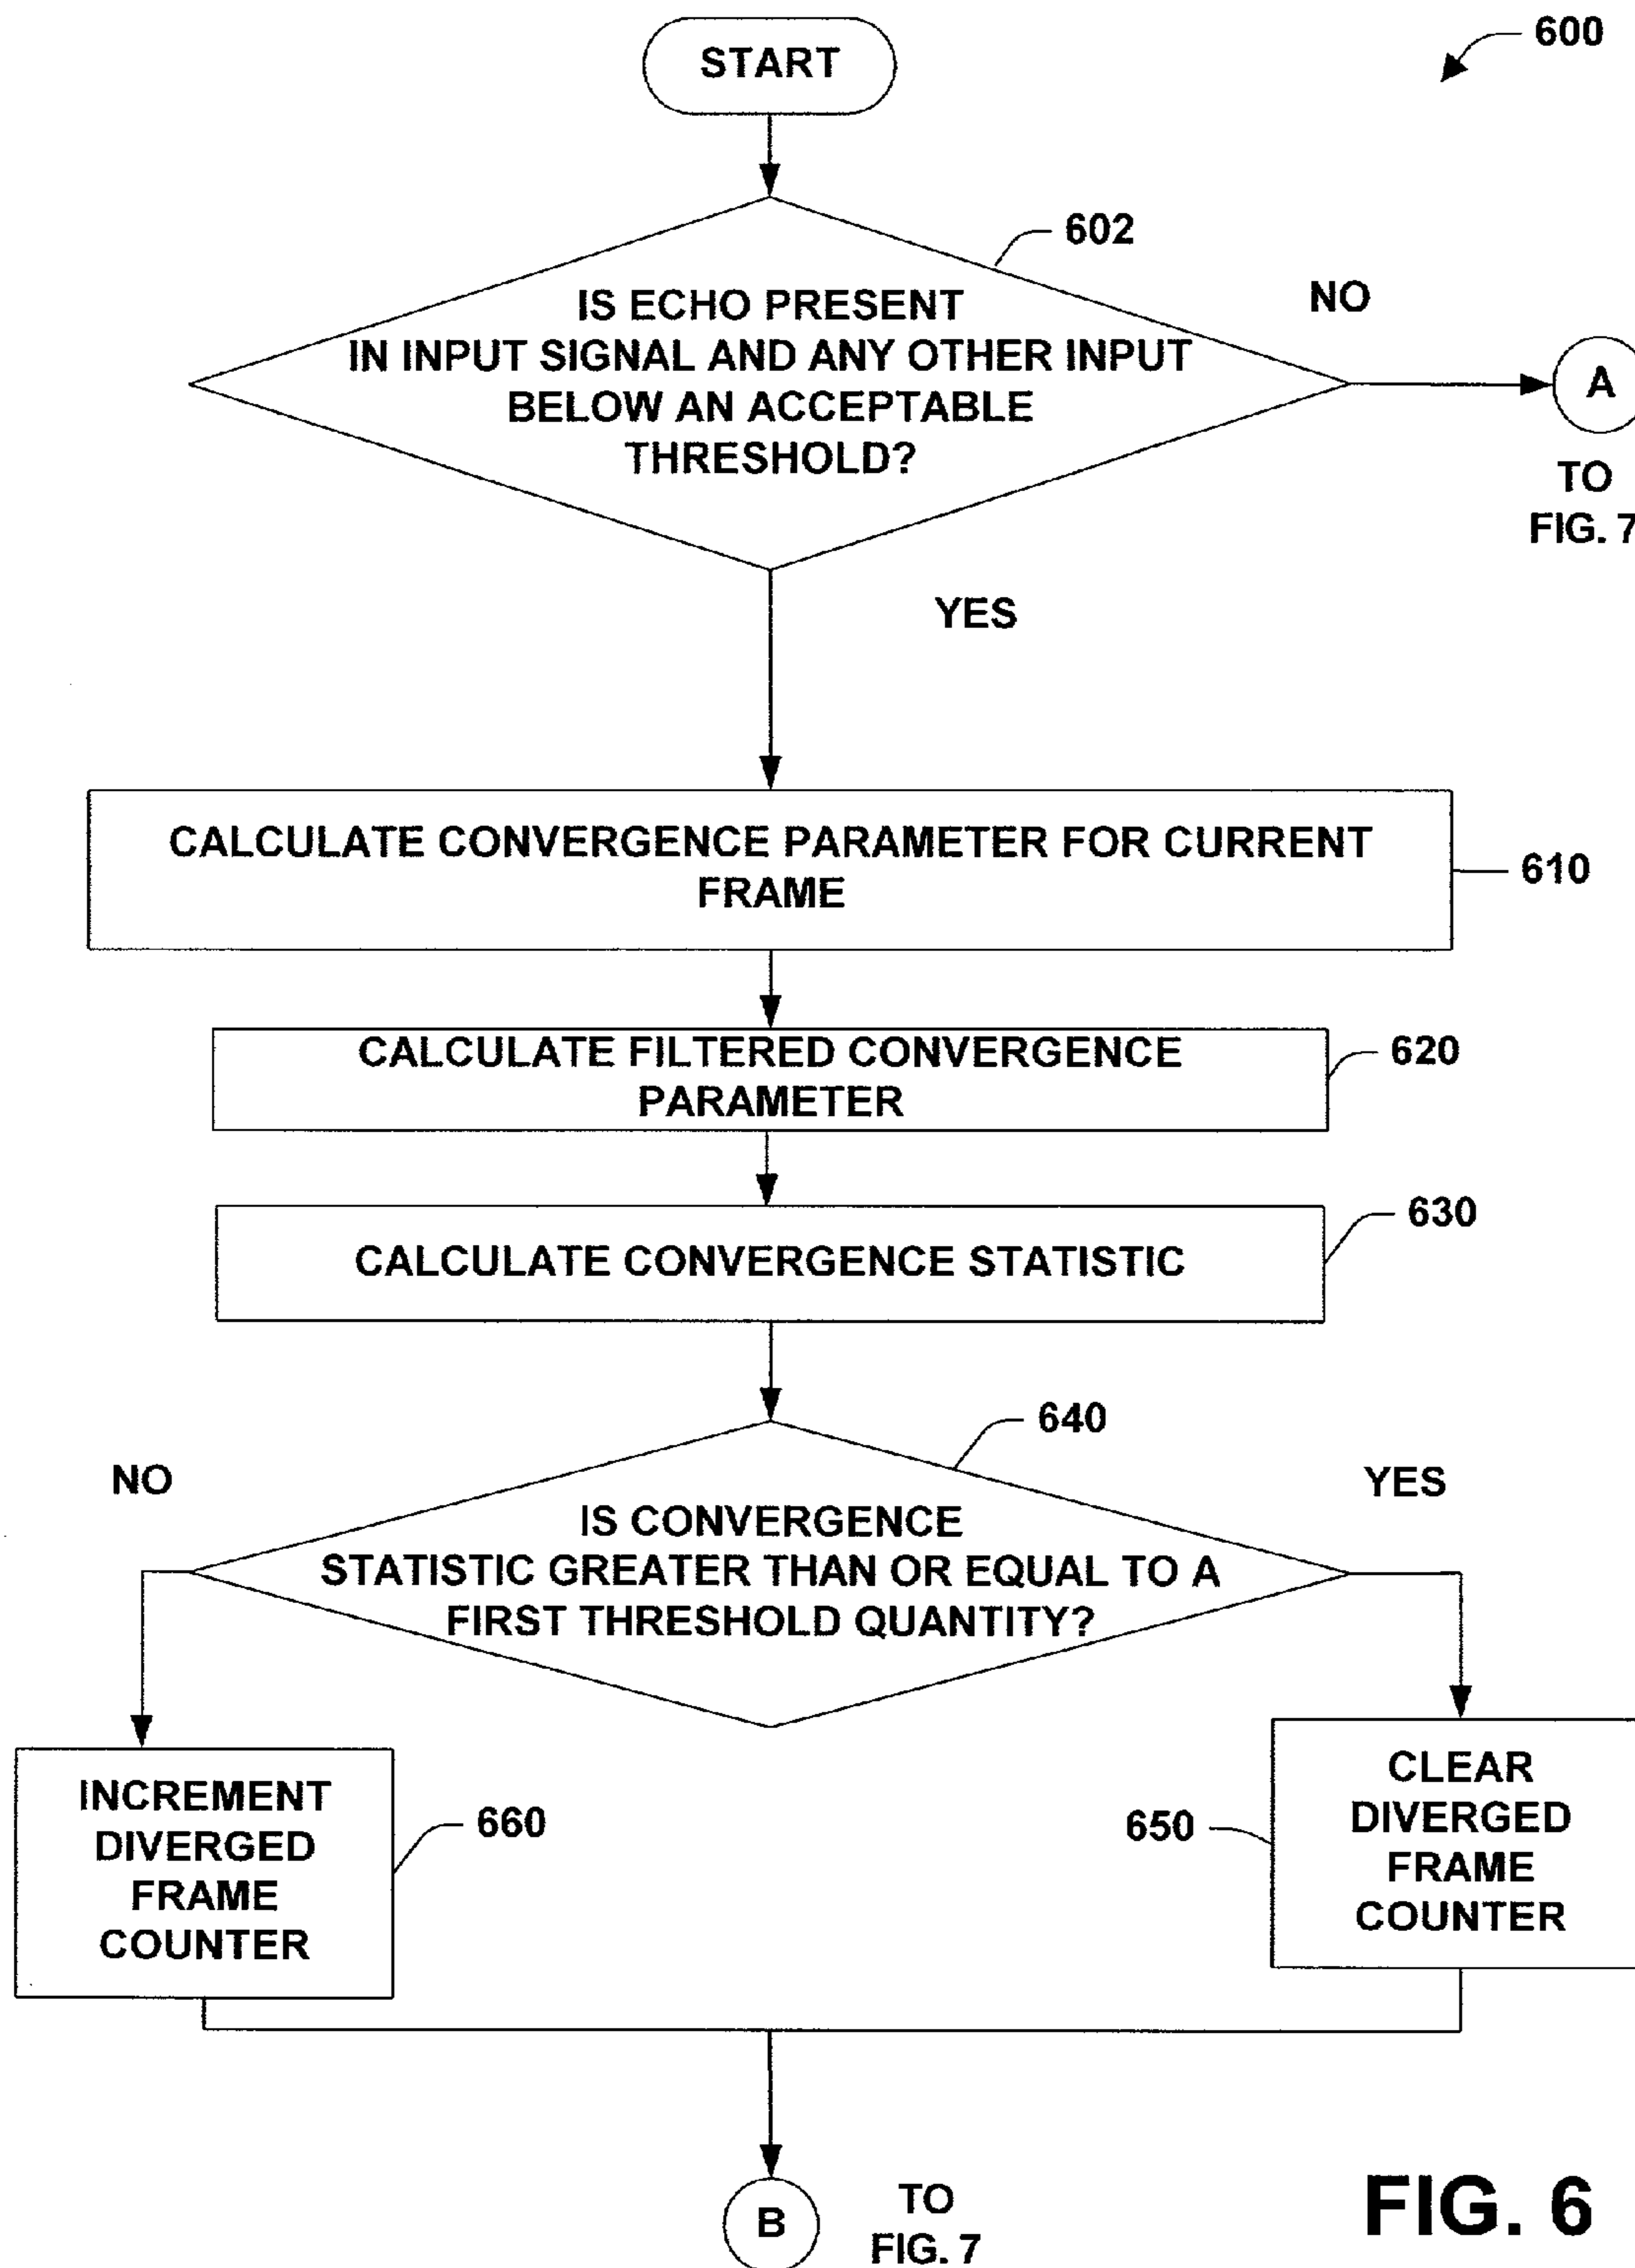 START
600
602
IS ECHO PRESENT
IN INPUT SIGNAL AND ANY OTHER INPUT
BELOW AN ACCEPTABLE
THRESHOLD?
NO
A
TO
FIG. 7
YES
CALCULATE CONVERGENCE PARAMETER FOR CURRENT
FRAME
610
CALCULATE FILTERED CONVERGENCE
PARAMETER
620
CALCULATE CONVERGENCE STATISTIC
630
640
NO
YES
IS CONVERGENCE
STATISTIC GREATER THAN OR EQUAL TO A
FIRST THRESHOLD QUANTITY?
INCREMENT
DIVERGED
FRAME
COUNTER
660
650
CLEAR
DIVERGED
FRAME
COUNTER
B
TO
FIG. 7
FIG. 6